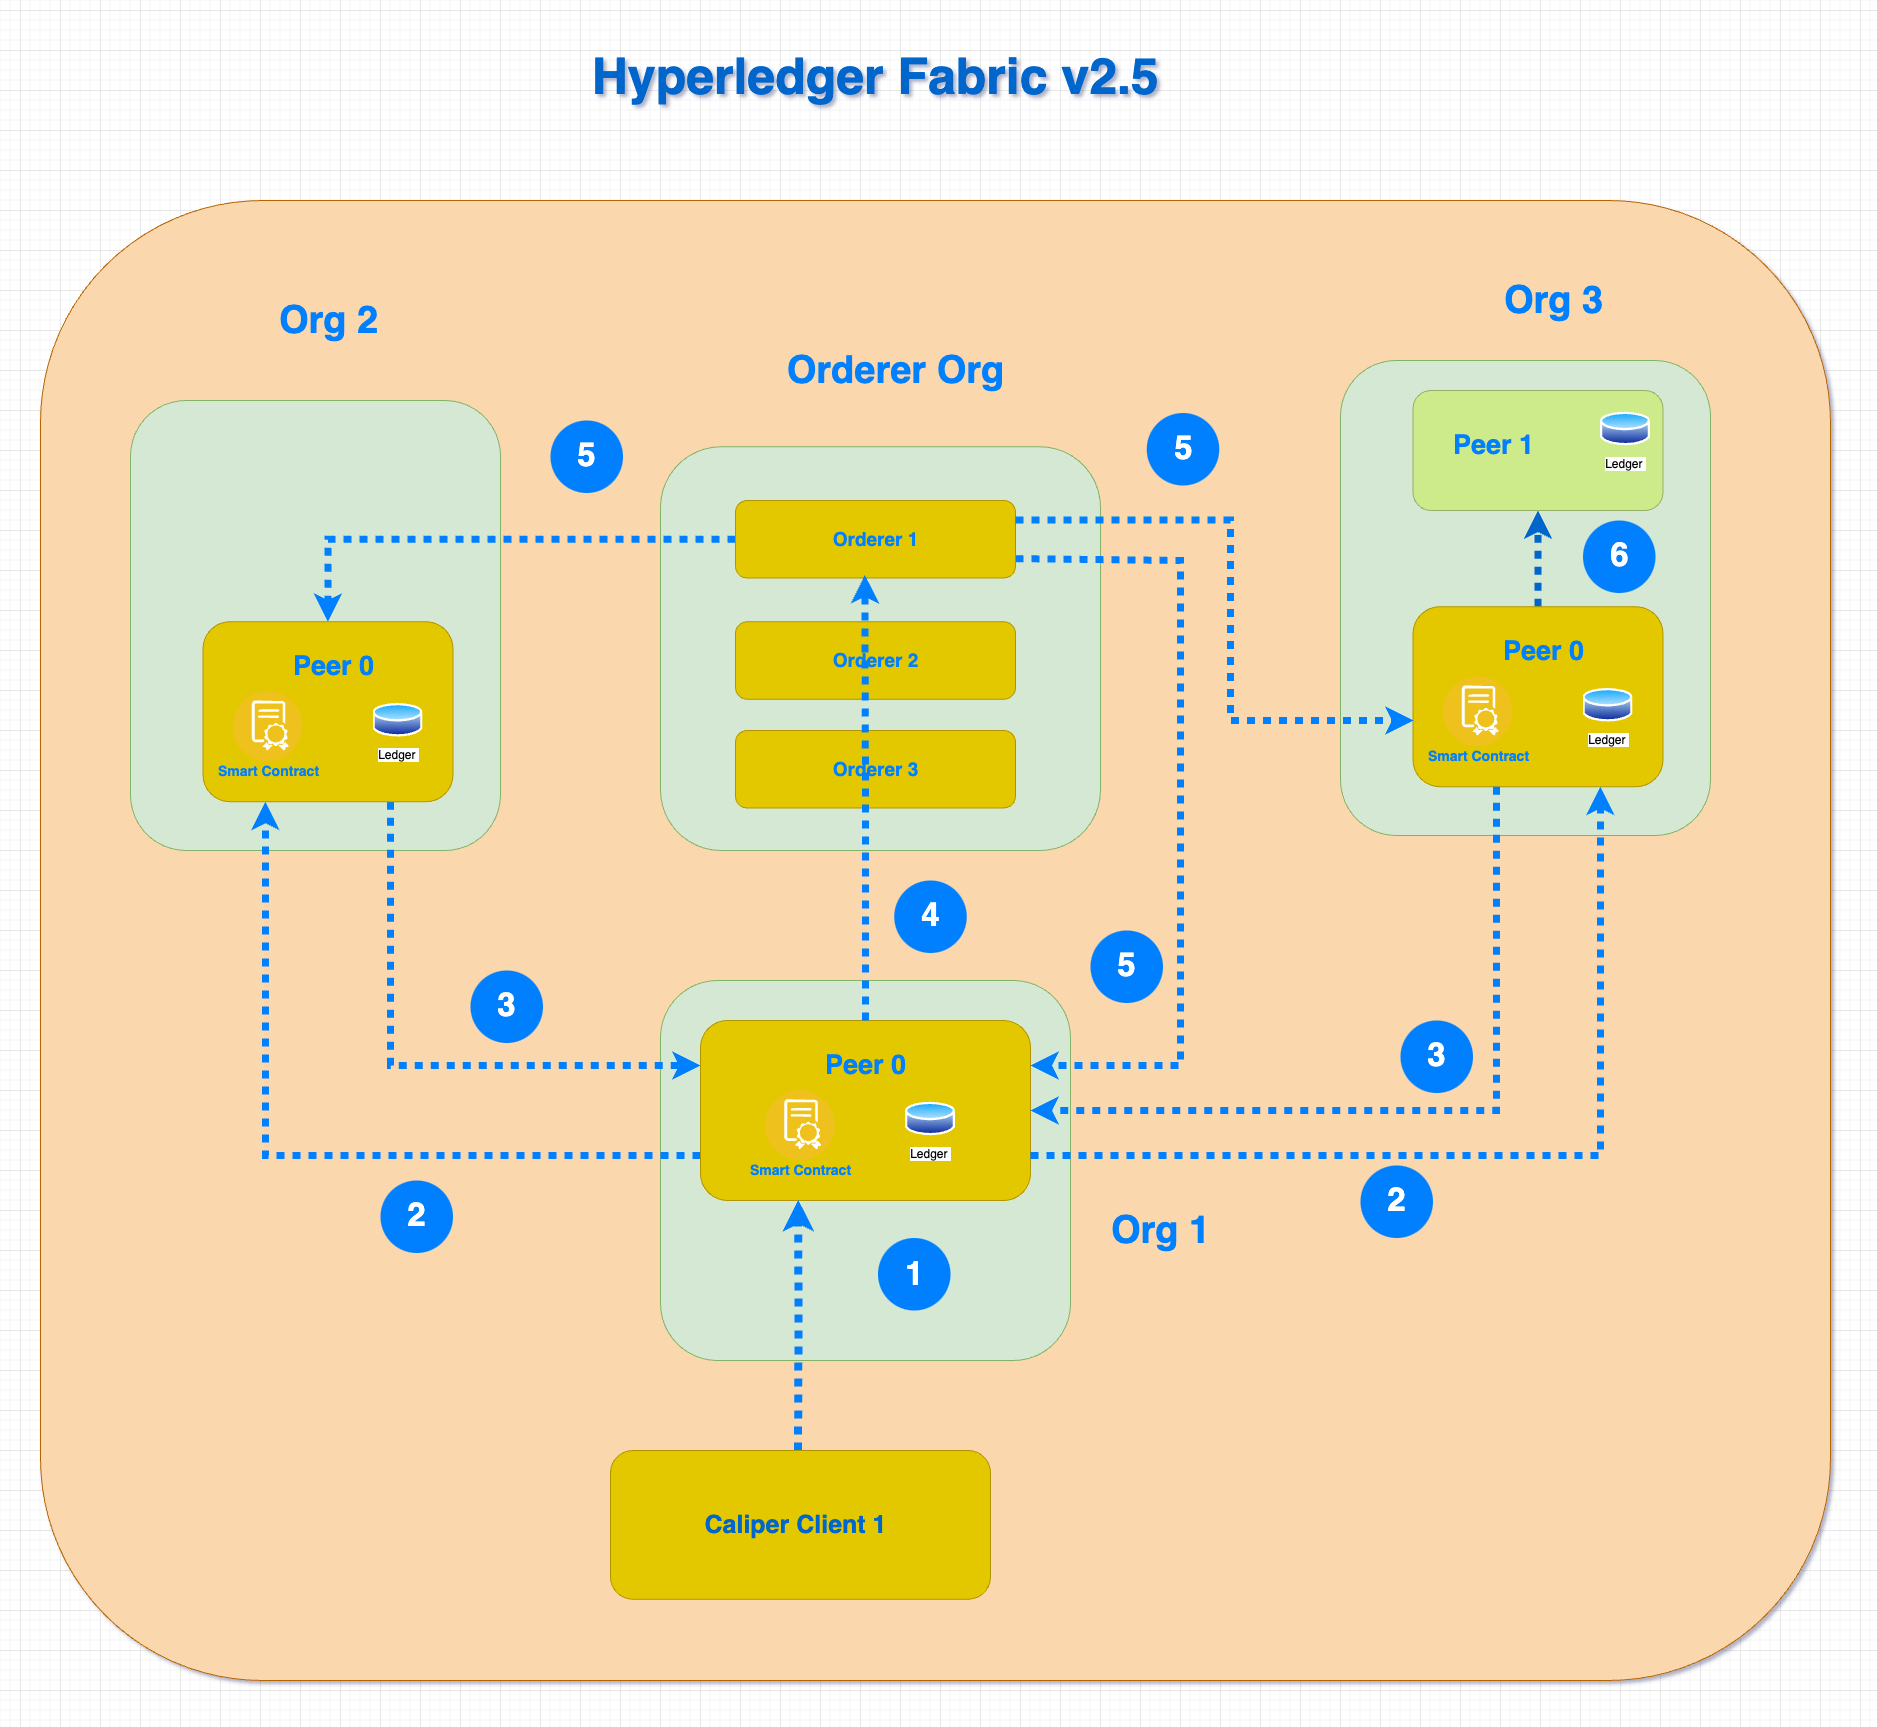 Hyperledger Fabric v2.5
Org 2
Org 3
Orderer Org
5
5
Peer 1
Ledger
Orderer 1
6
Peer 0
Smart Contract
Ledger
Orderer 2
Orderer 3
Peer 0
Smart Contract
Ledger
4
5
3
3
Peer 0
Smart Contract
Ledger
2
2
Org 1
1
Caliper Client 1